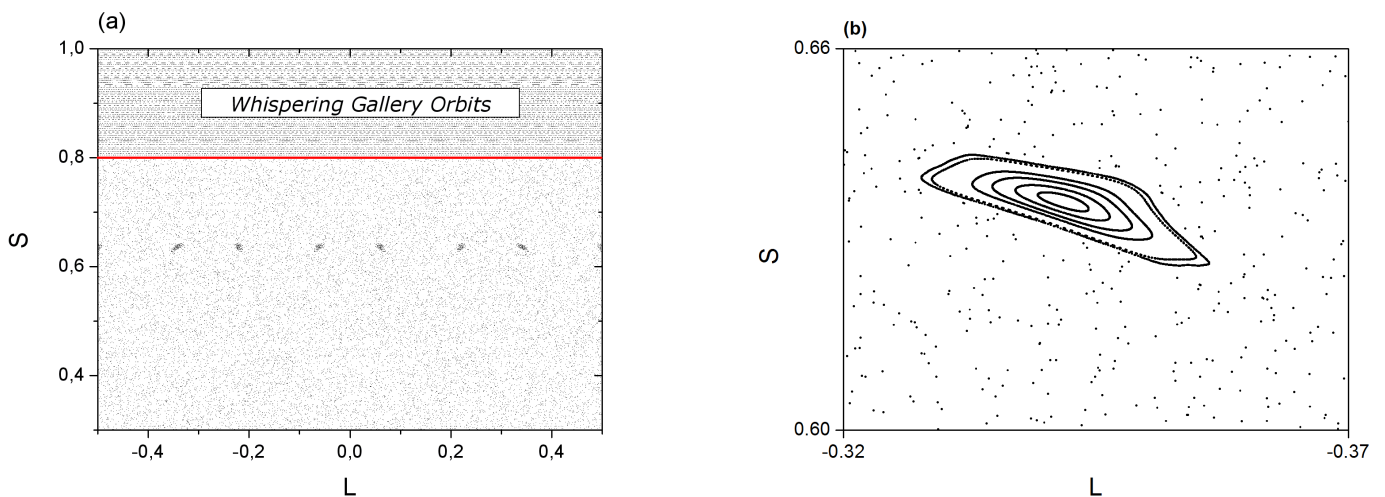 (a)
1,0
Whispering Gallery Orbits
0,8
S
0,6
0,4
-0,4 -0,2 0,0 0,2 0,4
L
(b)
0.66
S
0.60
-0.32 -0.37
L